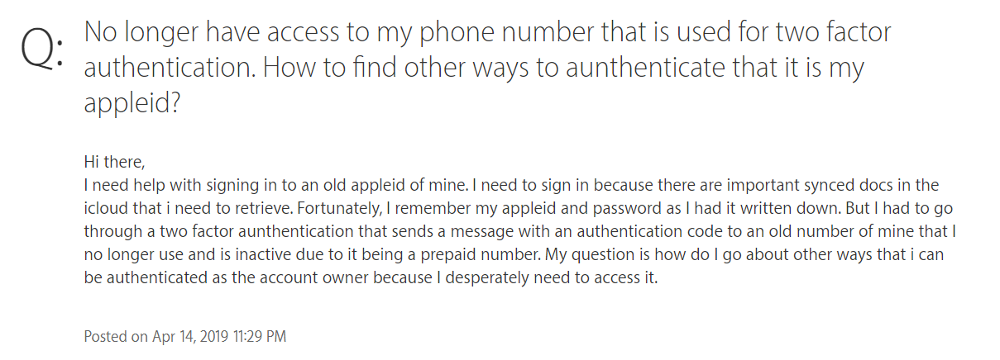 Q:
No longer have access to my phone number that is used for two factor
authentication. How to find other ways to aunthenticate that it is my
appleid?
Hi there,
I need help with signing in to an old appleid of mine. I need to sign in because there are important synced docs in the
icloud that i need to retrieve. Fortunately, I remember my appleid and password as I had it written down. But I had to go
through a two factor aunthentication that sends a message with an authentication code to an old number of mine that I
no longer use and is inactive due to it being a prepaid number. My question is how do I go about other ways that i can
be authenticated as the account owner because I desperately need to access it.
Posted on Apr 14, 2019 11:29 PM